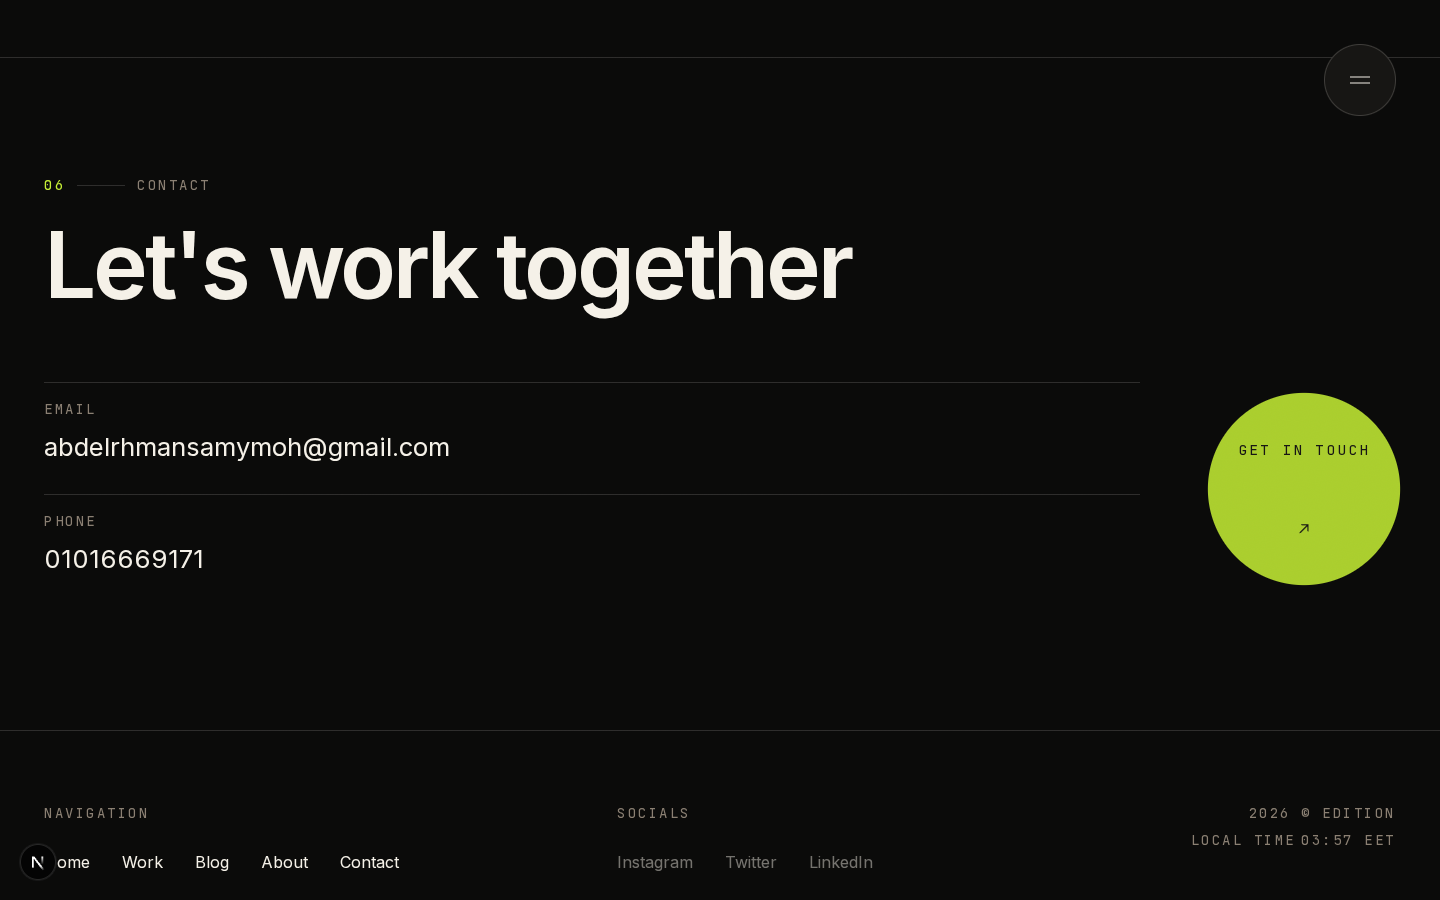 06 CONTACT
Let's work together
EMAIL
abdelrhmansamymoh@gmail.com
GET IN TOUCH
↗
PHONE
01016669171
NAVIGATION
SOCIALS
2026 © EDITION
LOCAL TIME 03:57 EET
N
ome Work Blog About Contact
Instagram Twitter LinkedIn